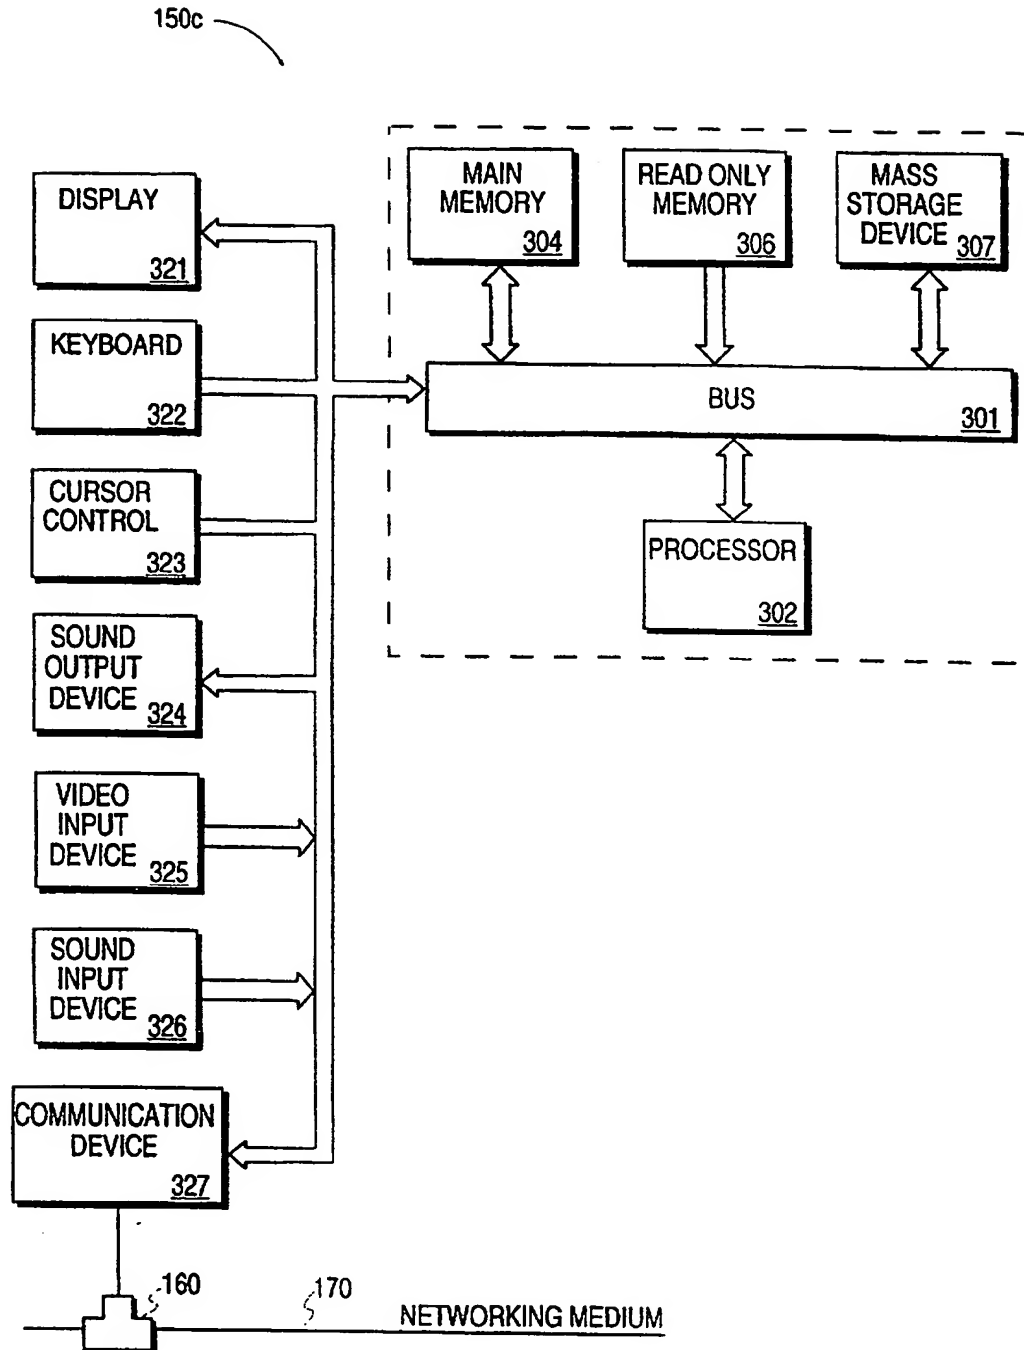 150c
MAIN
MEMORY
304
READ ONLY
MEMORY
306
MASS
STORAGE
DEVICE
307
DISPLAY
321
KEYBOARD
322
BUS
301
CURSOR
CONTROL
323
PROCESSOR
302
SOUND
OUTPUT
DEVICE
324
VIDEO
INPUT
DEVICE
325
SOUND
INPUT
DEVICE
326
COMMUNICATION
DEVICE
327
160
170
NETWORKING MEDIUM